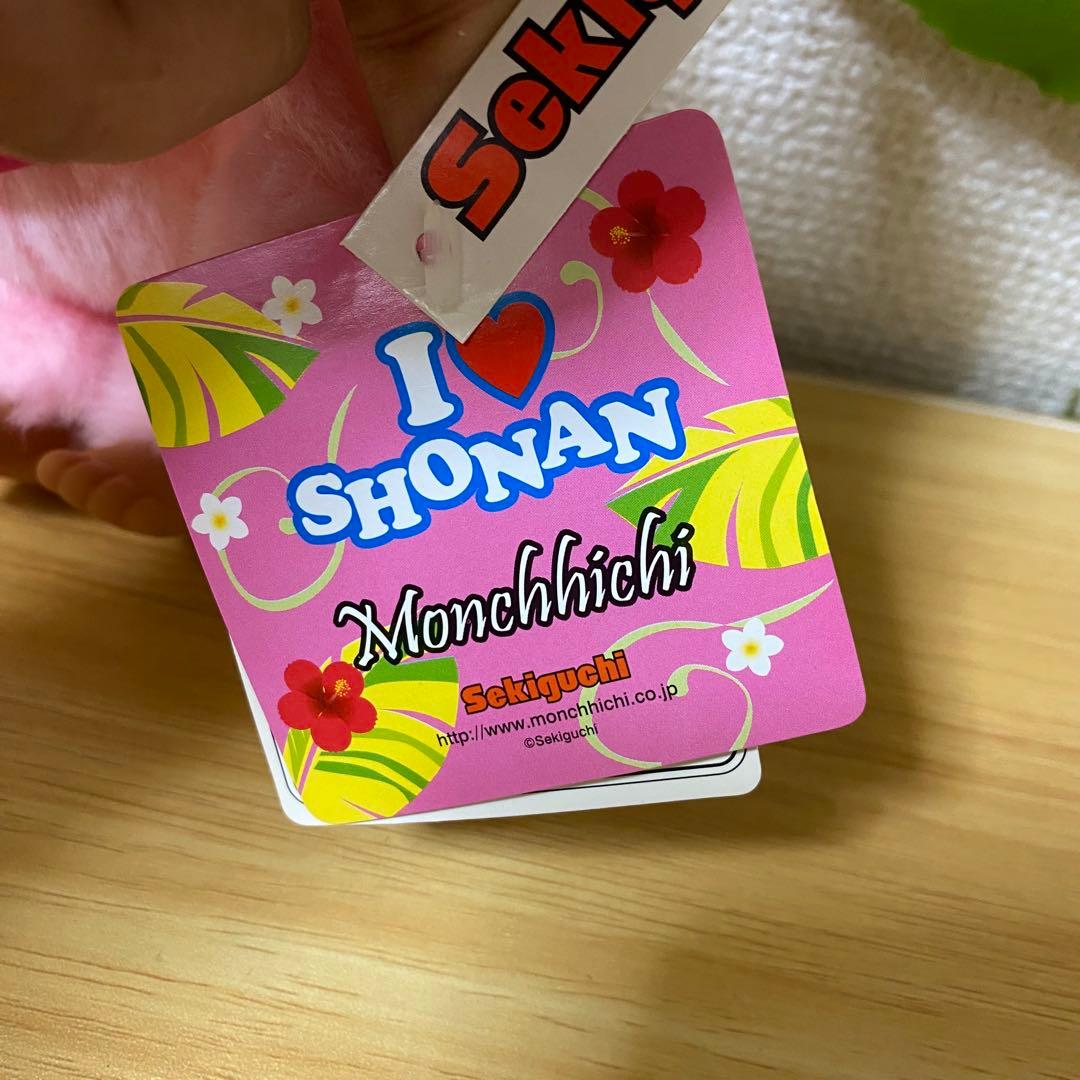 I ♥
SHONAN
Monchhichi
Sekiguchi
http://www.monchhichi.co.jp
©Sekiguchi